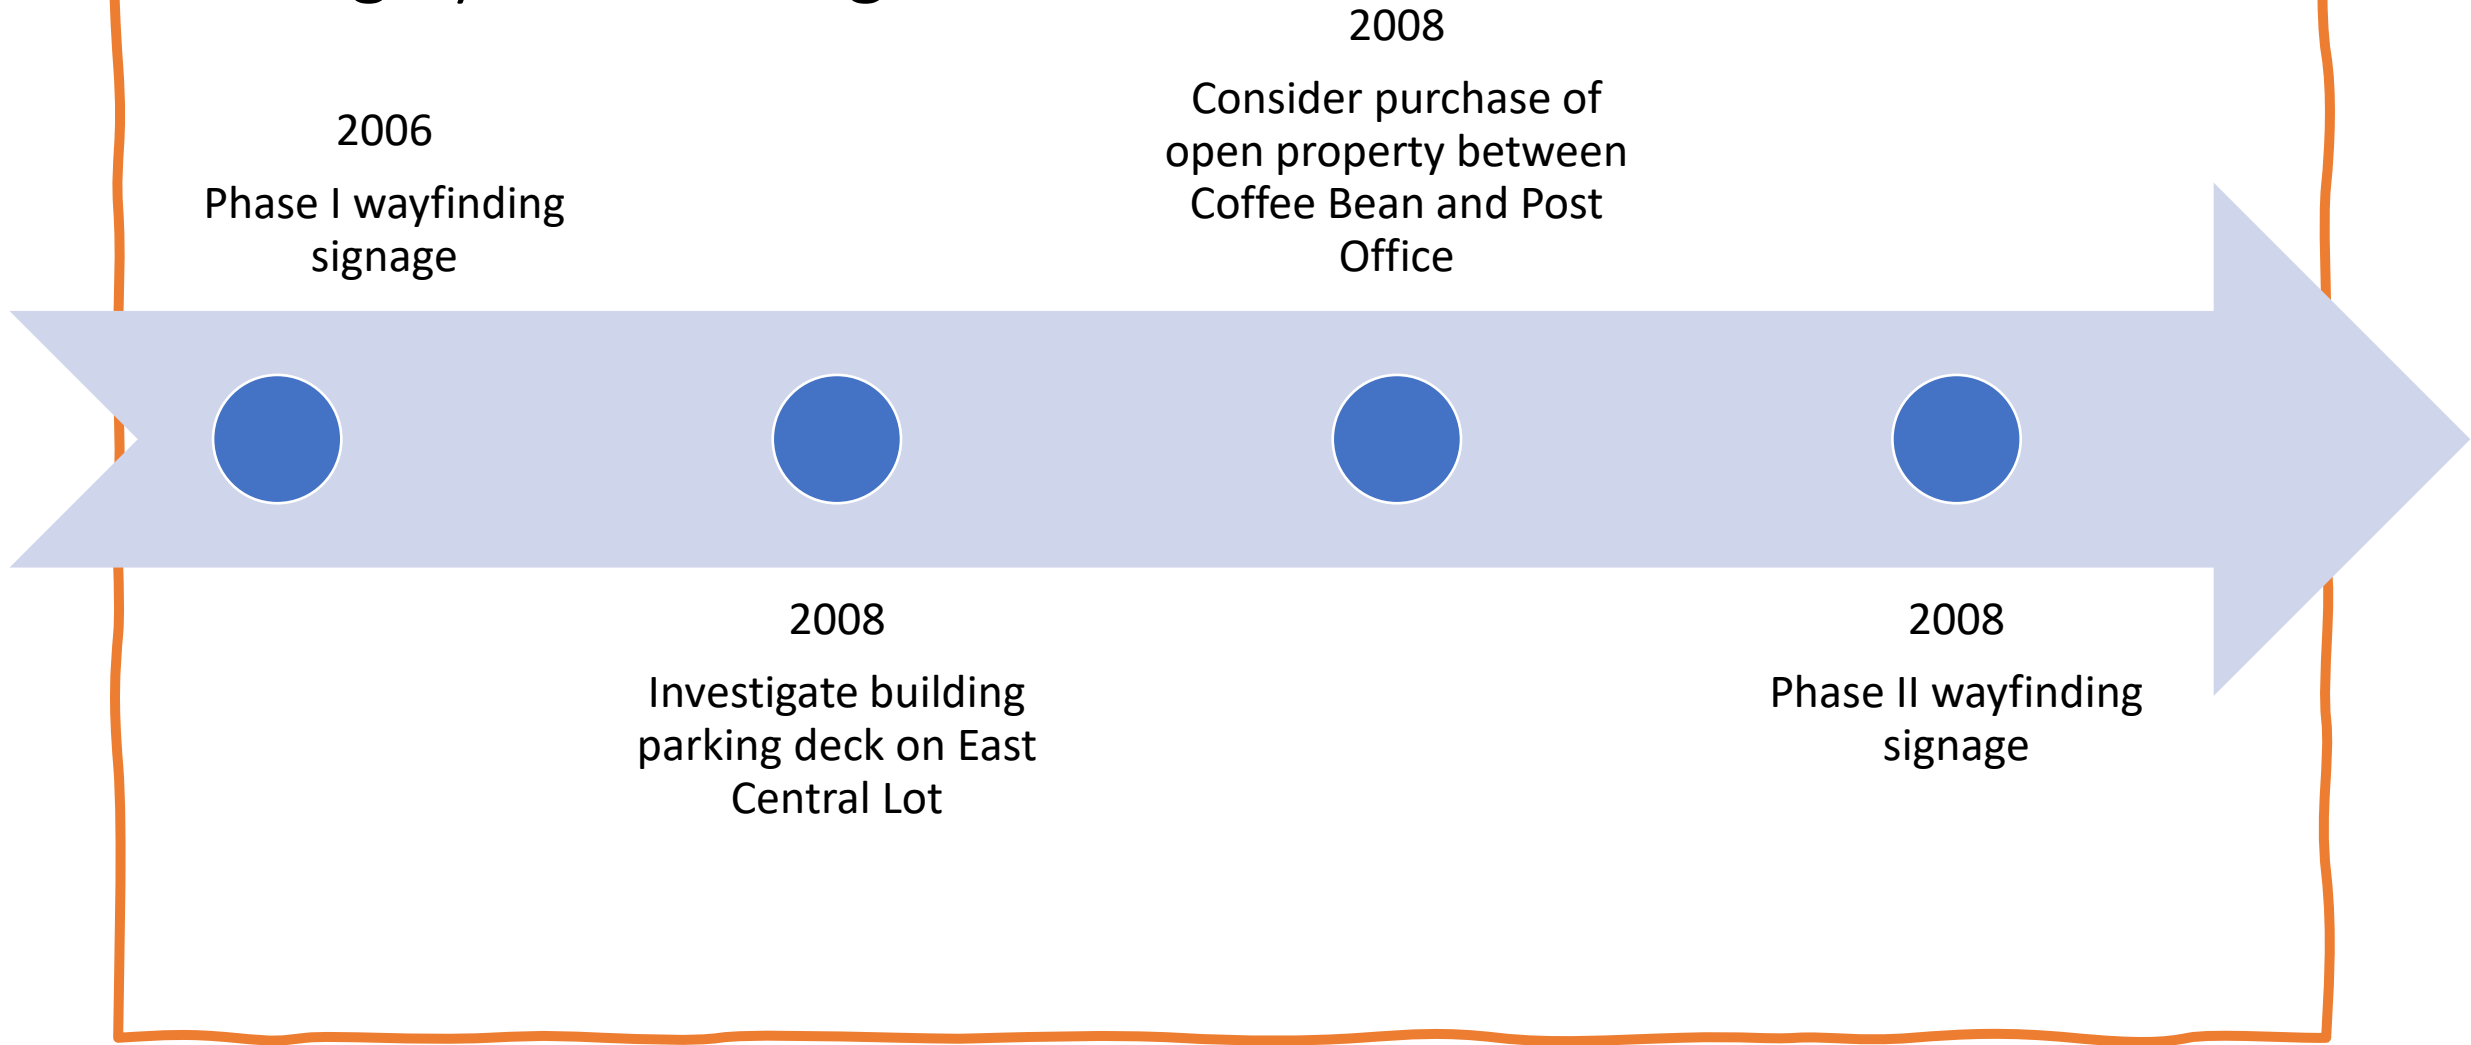 2006
Phase I wayfinding
signage
2008
Investigate building
parking deck on East
Central Lot
2008
Consider purchase of
open property between
Coffee Bean and Post
Office
2008
Phase II wayfinding
signage